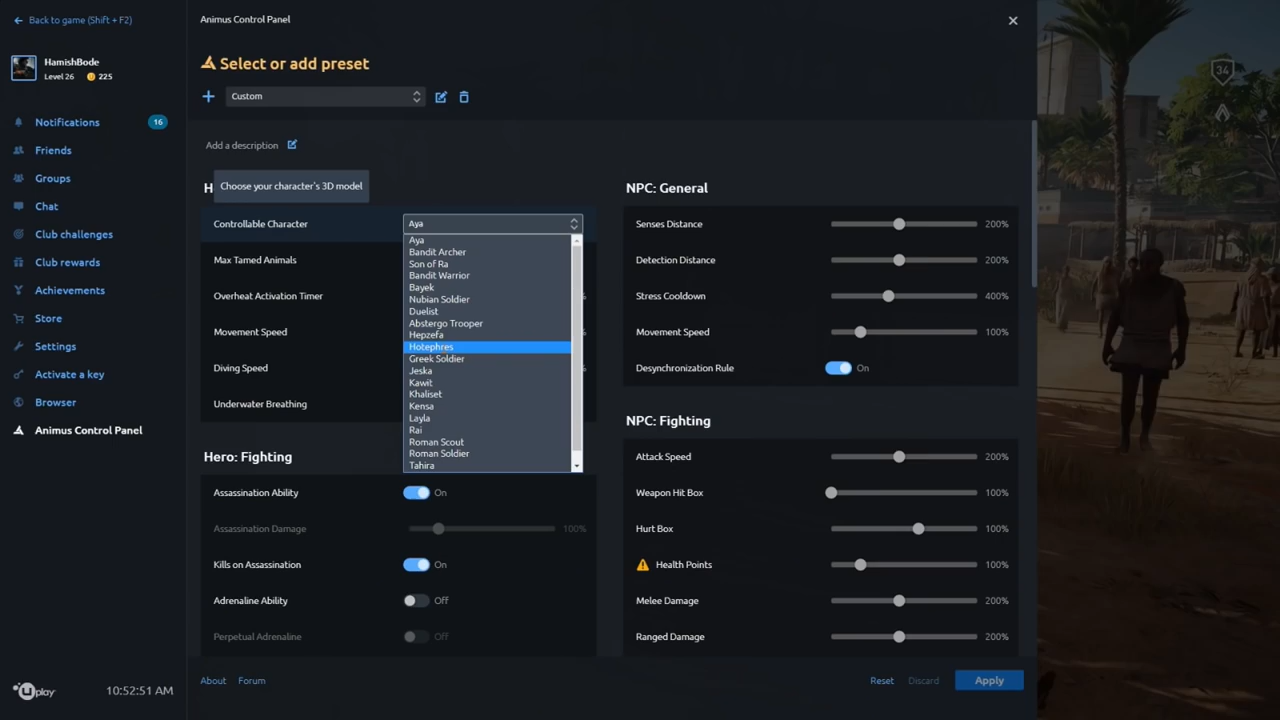 Back to game (Shift + F2)
HamishBode
Level 26 225
Notifications 16
Friends
Groups
Chat
Club challenges
Club rewards
Achievements
Store
Settings
Activate a key
Browser
Animus Control Panel
uplay 10:52:51 AM
Animus Control Panel
Select or add preset
Custom
Add a description
H
Choose your character's 3D model
Controllable Character Aya
Max Tamed Animals
Overheat Activation Timer
Movement Speed
Diving Speed
Underwater Breathing
Aya
Bandit Archer
Son of Ra
Bandit Warrior
Bayek
Nubian Soldier
Duelist
Abstergo Trooper
Hepzefa
Hotephres
Greek Soldier
Jeska
Kawit
Khaliset
Kensa
Layla
Rai
Roman Scout
Roman Soldier
Tahira
Hero: Fighting
Assassination Ability On
Assassination Damage 100%
Kills on Assassination On
Adrenaline Ability Off
Perpetual Adrenaline Off
NPC: General
Senses Distance 200%
Detection Distance 200%
Stress Cooldown 400%
Movement Speed 100%
Desynchronization Rule On
NPC: Fighting
Attack Speed 200%
Weapon Hit Box 100%
Hurt Box 100%
Health Points 100%
Melee Damage 200%
Ranged Damage 200%
About Forum
Reset Discard Apply
34